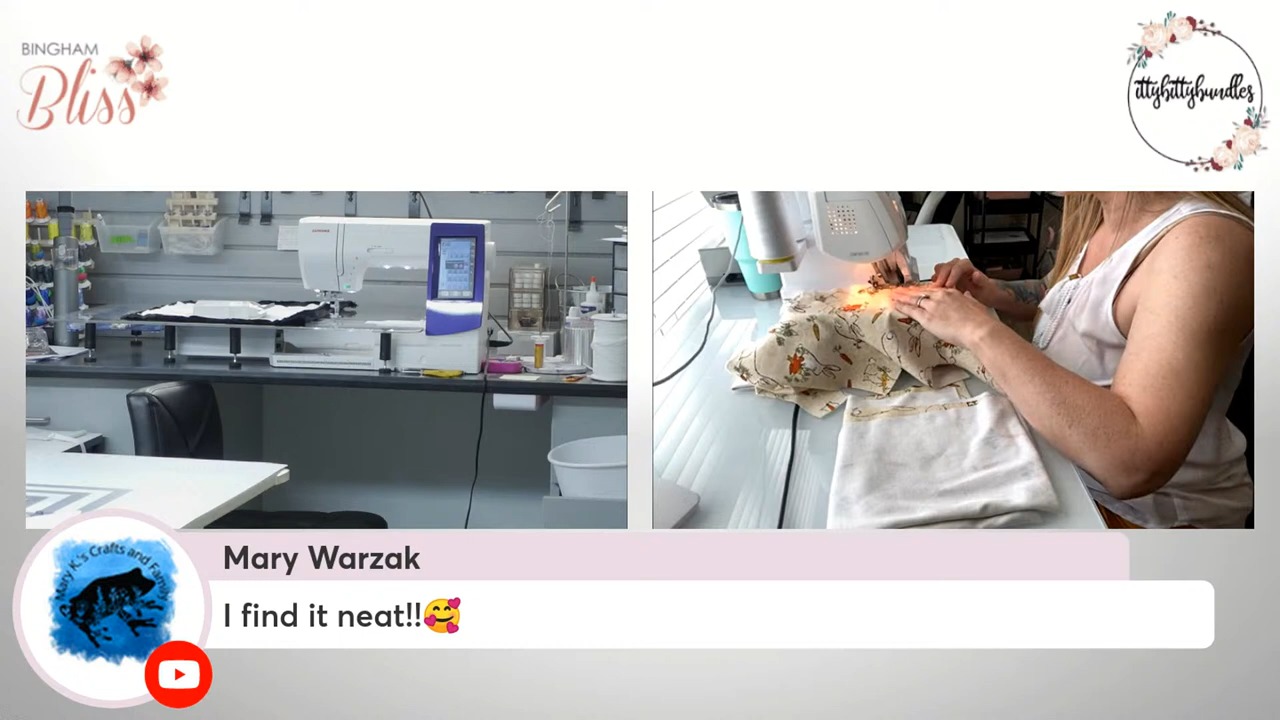 BINGHAM
Bliss
ittybittybundles
Mary K.'s Crafts and Family
Mary Warzak
I find it neat!!🥰